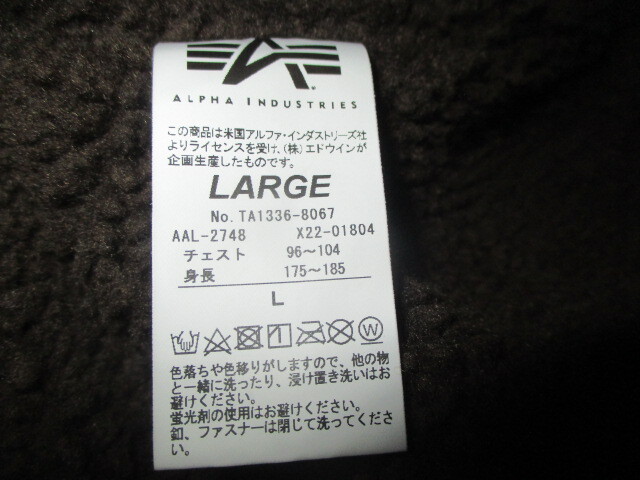 ALPHA INDUSTRIES
この商品は米国アルファ・インダストリーズ社
よりライセンスを受け、(株)エドウインが
企画生産したものです。
LARGE
No. TA1336-8067
AAL-2748 X22-01804
チェスト 96～104
身長 175～185
L
色落ちや色移りがしますので、他の物
と一緒に洗ったり、浸け置き洗いはお
避けください。
蛍光剤の使用はお避けください。
釦、ファスナーは閉じて洗ってくださ
い。